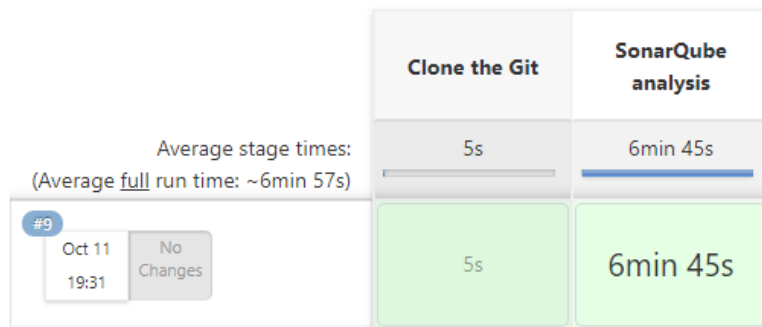 Clone the Git
SonarQube
analysis
Average stage times:
(Average full run time: ~6min 57s)
5s
6min 45s
#9
Oct 11
19:31
No
Changes
5s
6min 45s